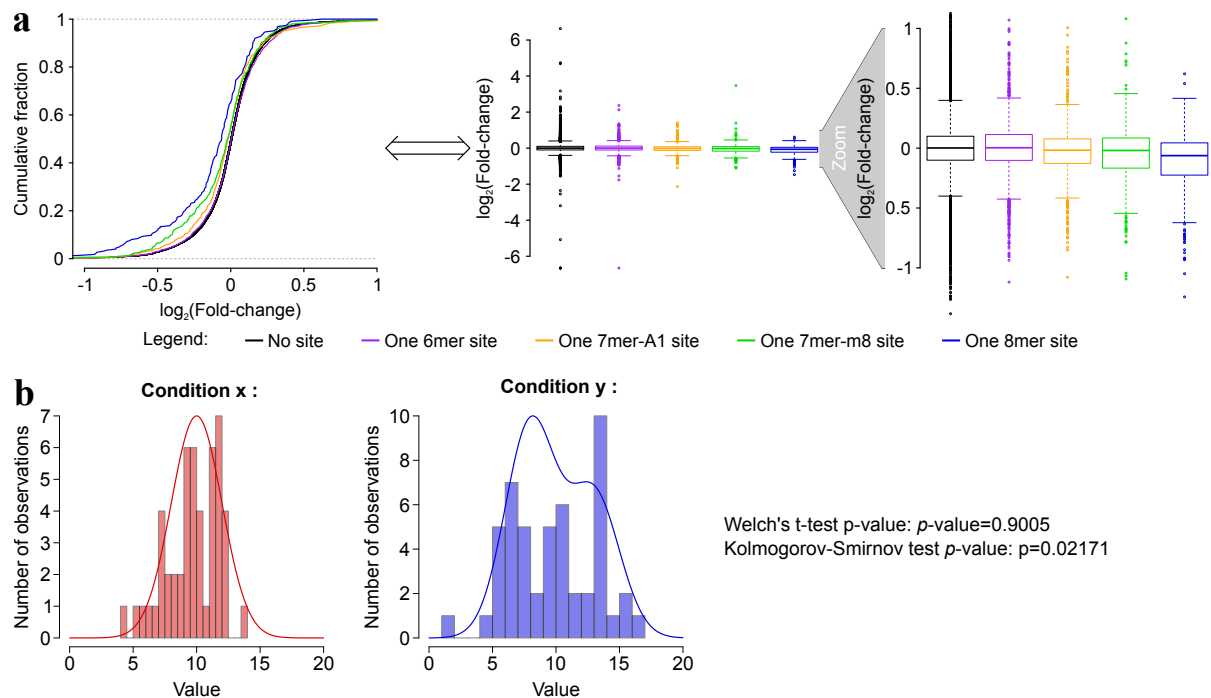 a
Cumulative fraction
1
0.8
0.6
0.4
0.2
0
-1
-0.5
0
0.5
1
log₂(Fold-change)
log₂(Fold-change)
6
4
2
0
-2
-4
-6
Zoom
log₂(Fold-change)
1
0.5
0
0.5
-1
Legend:
No site
One 6mer site
One 7mer-A1 site
One 7mer-m8 site
One 8mer site
b
Condition x :
Number of observations
7
6
5
4
3
2
1
0
0
5
10
15
20
Value
Condition y :
Number of observations
10
8
6
4
2
0
0
5
10
15
20
Value
Welch's t-test p-value: p-value=0.9005
Kolmogorov-Smirnov test p-value: p=0.02171